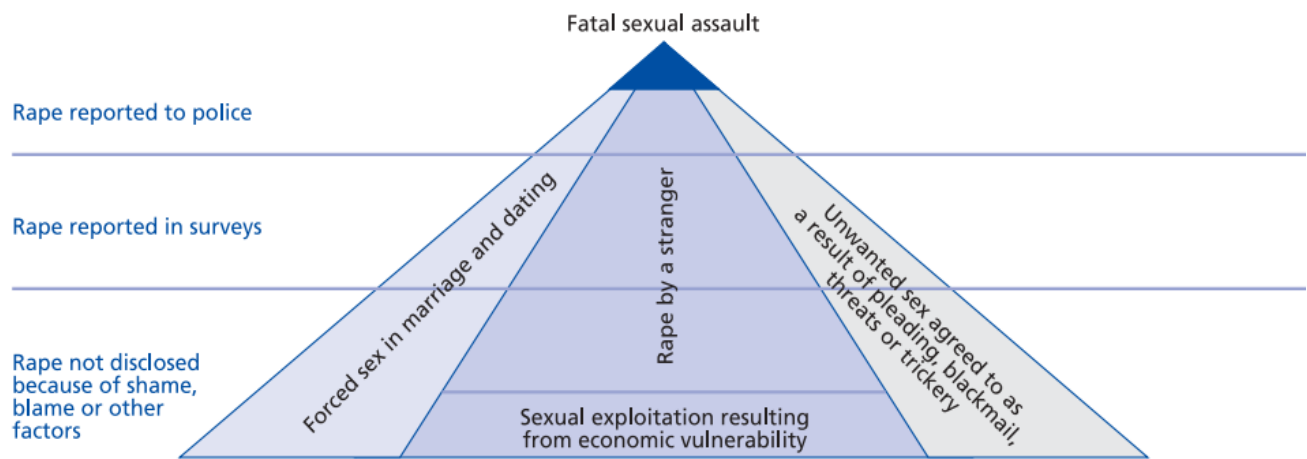 Fatal sexual assault
Rape reported to police
Rape reported in surveys
Rape not disclosed
because of shame,
blame or other
factors
Forced sex in marriage and dating
Rape by a stranger
Sexual exploitation resulting
from economic vulnerability
Unwanted sex agreed to as
a result of pleading, blackmail,
threats or trickery